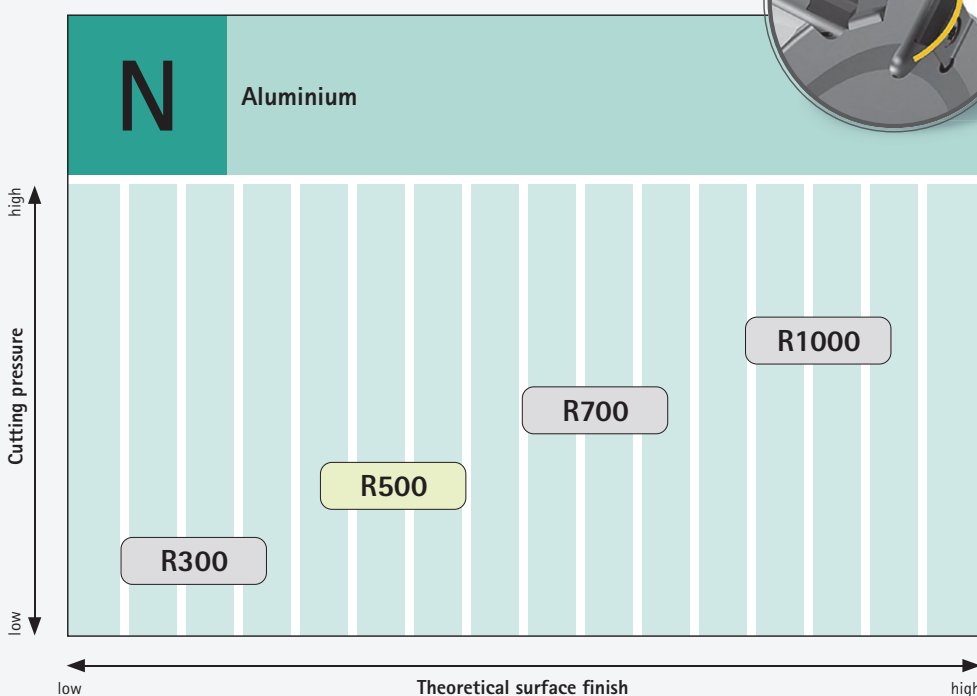 N
Aluminium
high
Cutting pressure
low
R1000
R700
R500
R300
low
Theoretical surface finish
high